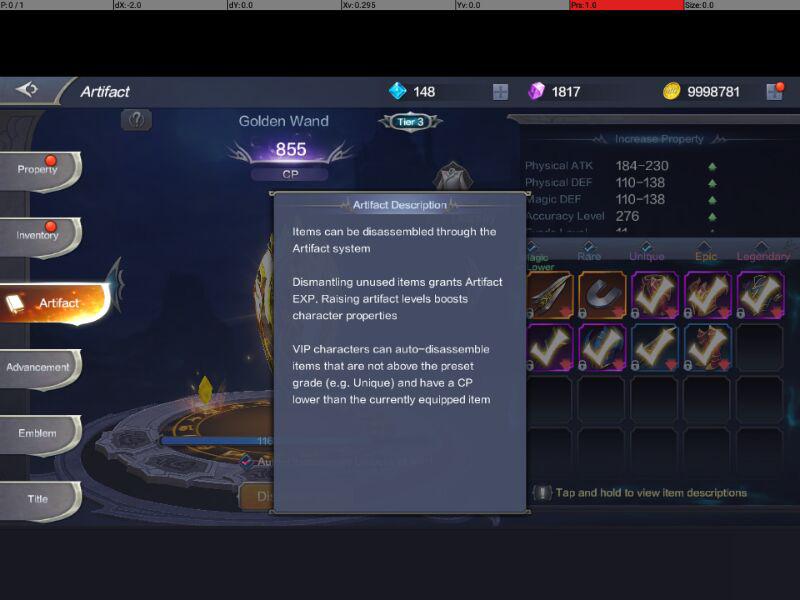 P: 0 / 1
dX: -2.0
dY: 0.0
Xv: 0.295
Yv: 0.0
Prs: 1.0
Size: 0.0
Artifact
148
1817
9998781
Golden Wand
Tier 3
855
CP
Property
Inventory
Artifact
Advancement
Emblem
Title
Artifact Description
Items can be disassembled through the
Artifact system
Dismantling unused items grants Artifact
EXP. Raising artifact levels boosts
character properties
VIP characters can auto-disassemble
items that are not above the preset
grade (e.g. Unique) and have a CP
lower than the currently equipped item
Increase Property
Physical ATK 184-230
Physical DEF 110-138
Magic DEF 110-138
Accuracy Level 276
Lower
Rare
Unique
Epic
Legendary
Tap and hold to view item descriptions